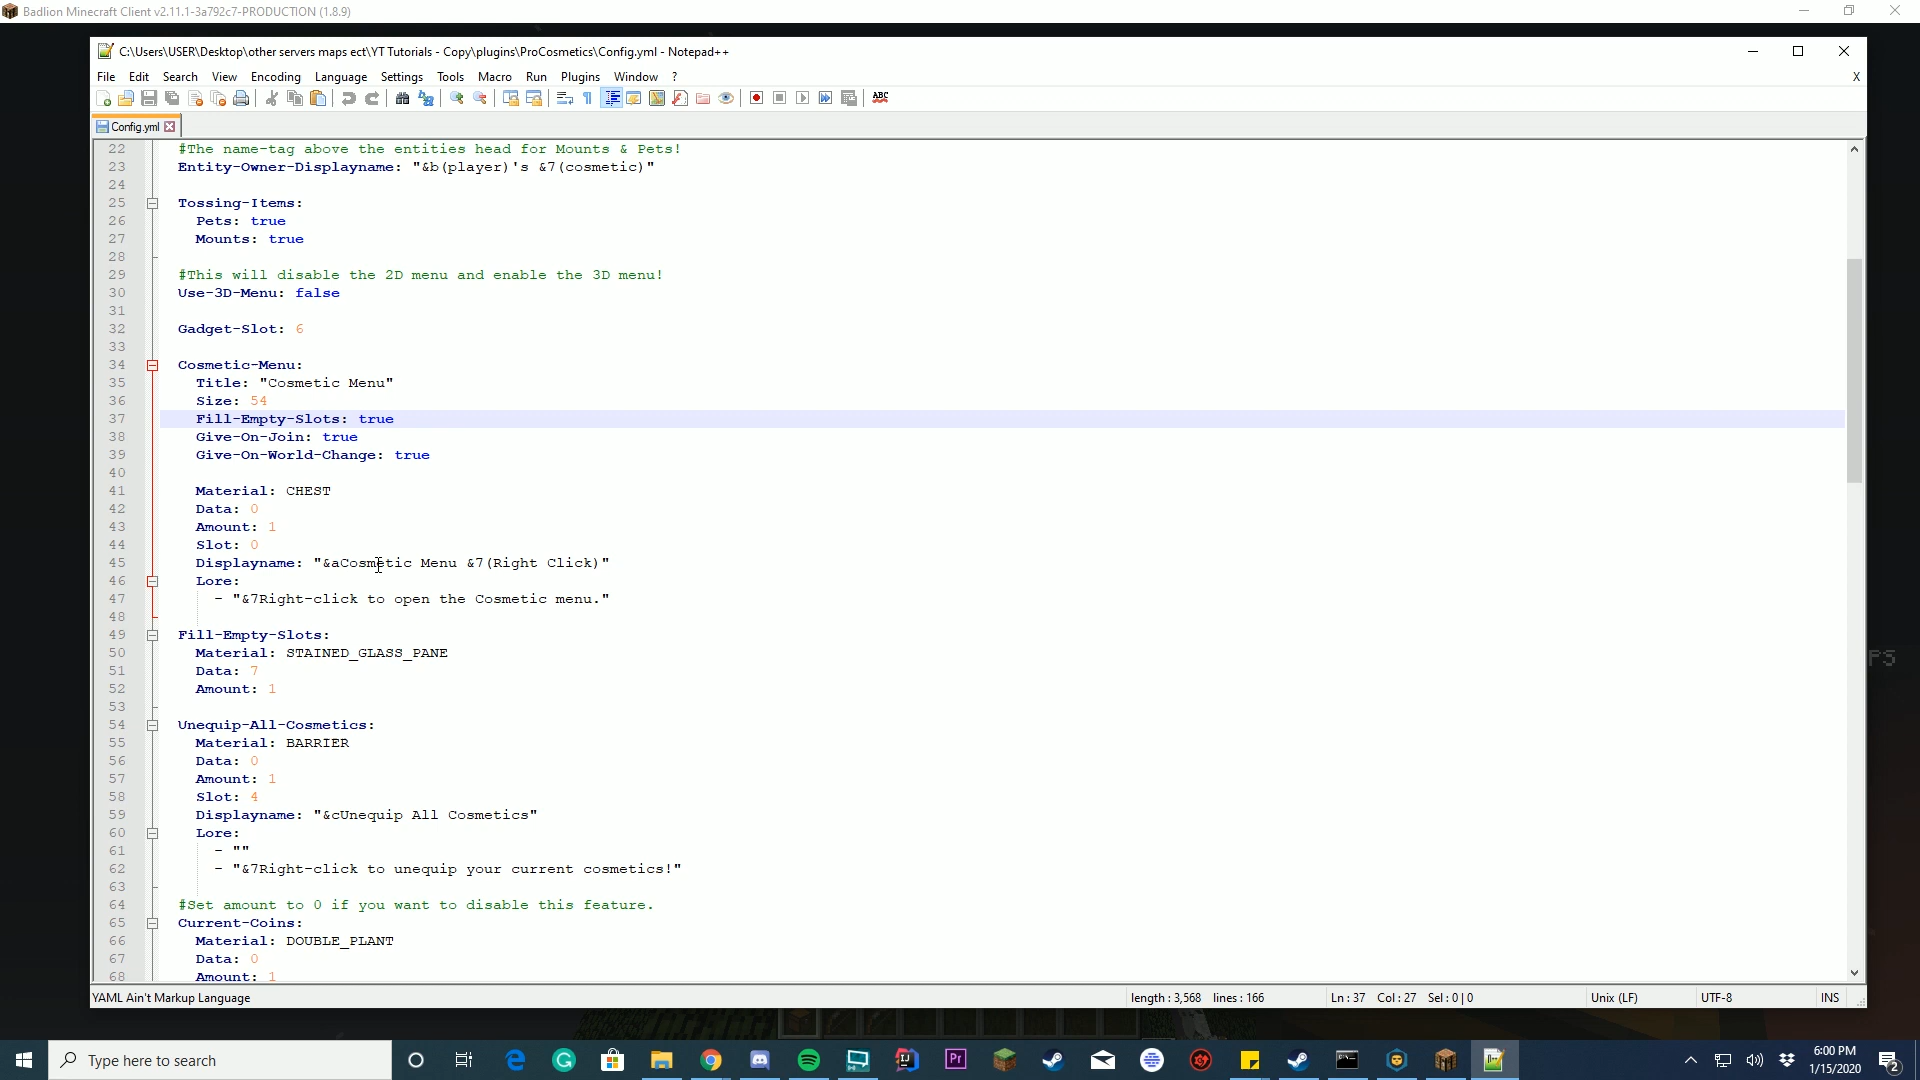 Badlion Minecraft Client v2.11.1-3a792c7-PRODUCTION (1.8.9)
C:\Users\USER\Desktop\other servers maps ect\YT Tutorials - Copy\plugins\ProCosmetics\Config.yml - Notepad++
File Edit Search View Encoding Language Settings Tools Macro Run Plugins Window ? X
ABC
Config.yml
22 #The name-tag above the entities head for Mounts & Pets!
23 Entity-Owner-Displayname: "&b(player)'s &7(cosmetic)"
24
25 Tossing-Items:
26 Pets: true
27 Mounts: true
28
29 #This will disable the 2D menu and enable the 3D menu!
30 Use-3D-Menu: false
31
32 Gadget-Slot: 6
33
34 Cosmetic-Menu:
35 Title: "Cosmetic Menu"
36 Size: 54
37 Fill-Empty-Slots: true
38 Give-On-Join: true
39 Give-On-World-Change: true
40
41 Material: CHEST
42 Data: 0
43 Amount: 1
44 Slot: 0
45 Displayname: "&aCosmetic Menu &7(Right Click)"
46 Lore:
47 - "&7Right-click to open the Cosmetic menu."
48
49 Fill-Empty-Slots:
50 Material: STAINED_GLASS_PANE
51 Data: 7
52 Amount: 1
53
54 Unequip-All-Cosmetics:
55 Material: BARRIER
56 Data: 0
57 Amount: 1
58 Slot: 4
59 Displayname: "&cUnequip All Cosmetics"
60 Lore:
61 - ""
62 - "&7Right-click to unequip your current cosmetics!"
63
64 #Set amount to 0 if you want to disable this feature.
65 Current-Coins:
66 Material: DOUBLE_PLANT
67 Data: 0
68 Amount: 1
YAML Ain't Markup Language length : 3,568 lines : 166 Ln : 37 Col : 27 Sel : 0 | 0 Unix (LF) UTF-8 INS
PS
Type here to search
Pr
6:00 PM
1/15/2020
2